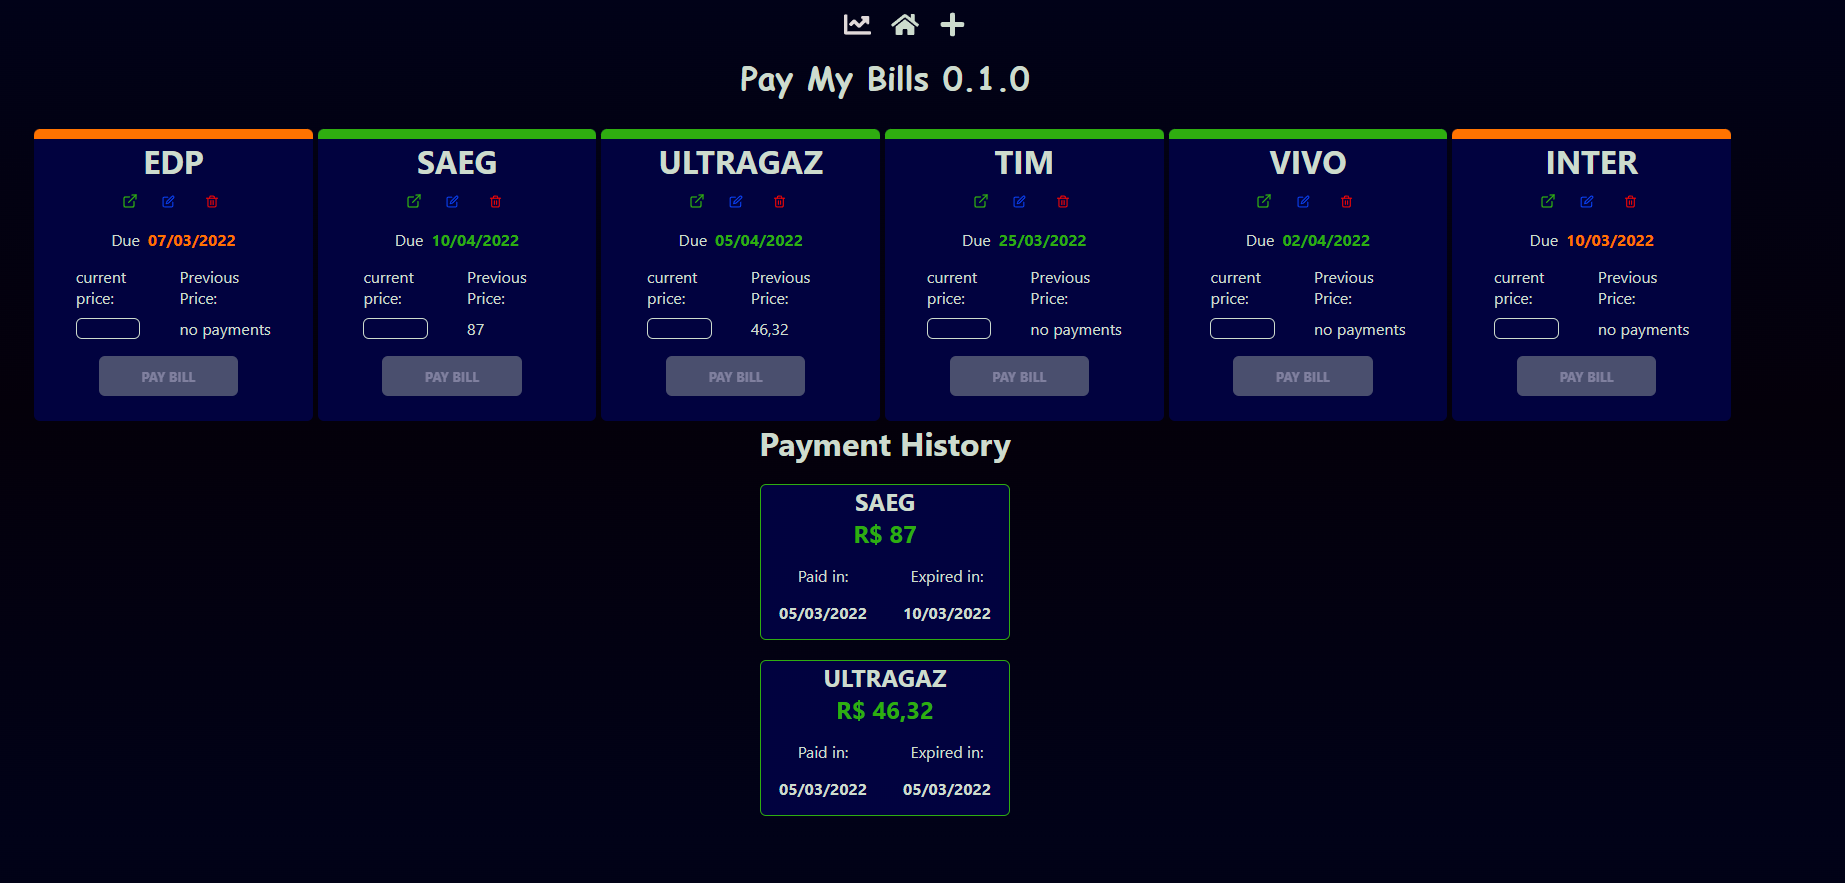 Pay My Bills 0.1.0
EDP
Due 07/03/2022
current price:
Previous Price:
no payments
PAY BILL
SAEG
Due 10/04/2022
current price:
Previous Price:
87
PAY BILL
ULTRAGAZ
Due 05/04/2022
current price:
Previous Price:
46,32
PAY BILL
TIM
Due 25/03/2022
current price:
Previous Price:
no payments
PAY BILL
VIVO
Due 02/04/2022
current price:
Previous Price:
no payments
PAY BILL
INTER
Due 10/03/2022
current price:
Previous Price:
no payments
PAY BILL
Payment History
SAEG
R$ 87
Paid in: Expired in:
05/03/2022 10/03/2022
ULTRAGAZ
R$ 46,32
Paid in: Expired in:
05/03/2022 05/03/2022